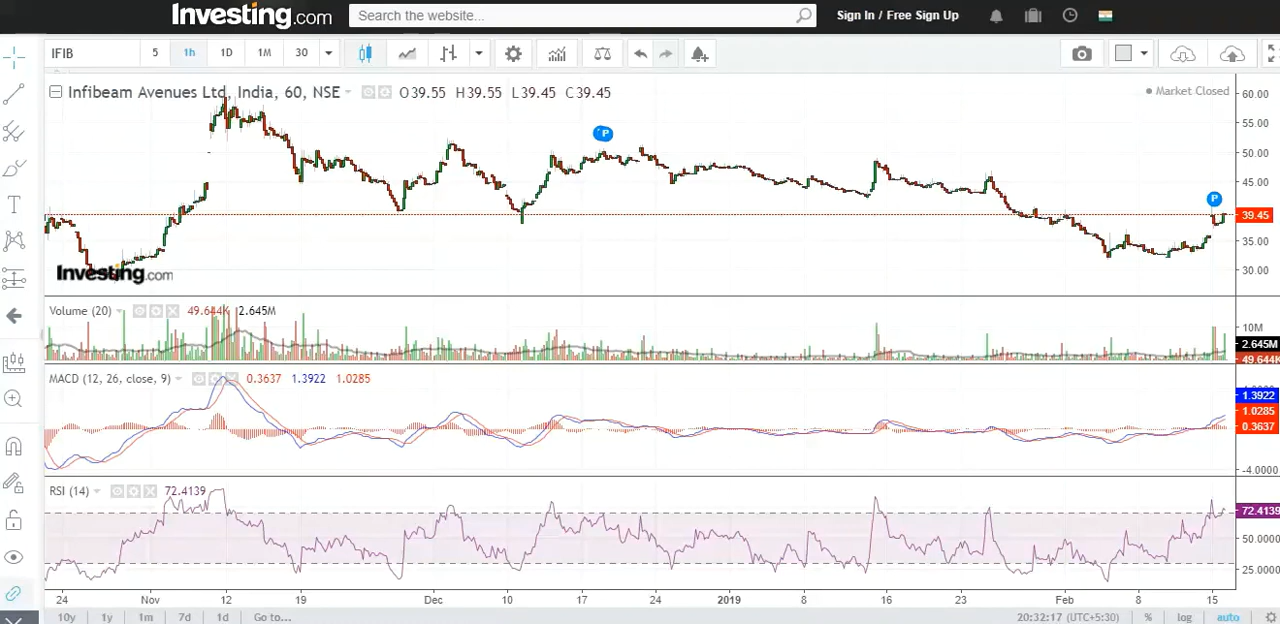 Investing.com Search the website... Sign In / Free Sign Up
IFIB 5 1h 1D 1M 30
Infibeam Avenues Ltd, India, 60, NSE O39.55 H39.55 L39.45 C39.45
Market Closed
60.00
55.00
P
50.00
45.00
P
39.45
35.00
30.00
Investing.com
Volume (20) 49.644K 2.645M
10M
2.645M
49.644K
MACD (12, 26, close, 9) 0.3637 1.3922 1.0285
1.3922
1.0285
0.3637
-4.0000
RSI (14) 72.4139
72.4139
50.0000
25.0000
24 Nov 12 19 Dec 10 17 24 2019 8 16 23 Feb 8 15
10y 1y 1m 7d 1d Go to... 20:32:17 (UTC+5:30) % log auto